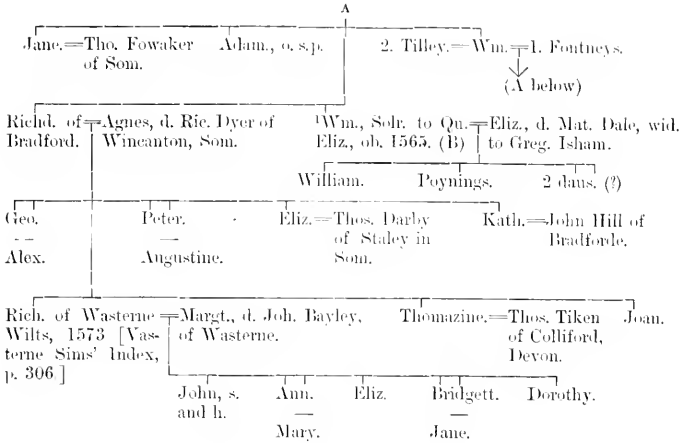 A
Jane.=Tho. Fowaker of Som.
Adam., o. s.p.
2. Tilley.=Wm.=1. Fontneys.
(A below)
Richd. of Bradford.=Agnes, d. Ric. Dyer of Wincanton, Som.
¹Wm., Solr. to Qu. Eliz., ob. 1565. (B)=Eliz., d. Mat. Dale, wid. to Greg. Isham.
William. Poynings. 2 daus. (?)
Geo.
—
Alex.
Peter.
—
Augustine.
Eliz.=Thos. Darby of Staley in Som.
Kath.=John Hill of Bradforde.
Rich. of Wasterne Wilts, 1573 [Vasterne Sims' Index, p. 306.]=Margt., d. Joh. Bayley, of Wasterne.
Thomazine.=Thos. Tiken of Colliford, Devon.
Joan.
John, s. and h.
Ann.
—
Mary.
Eliz.
Bridgett.
—
Jane.
Dorothy.